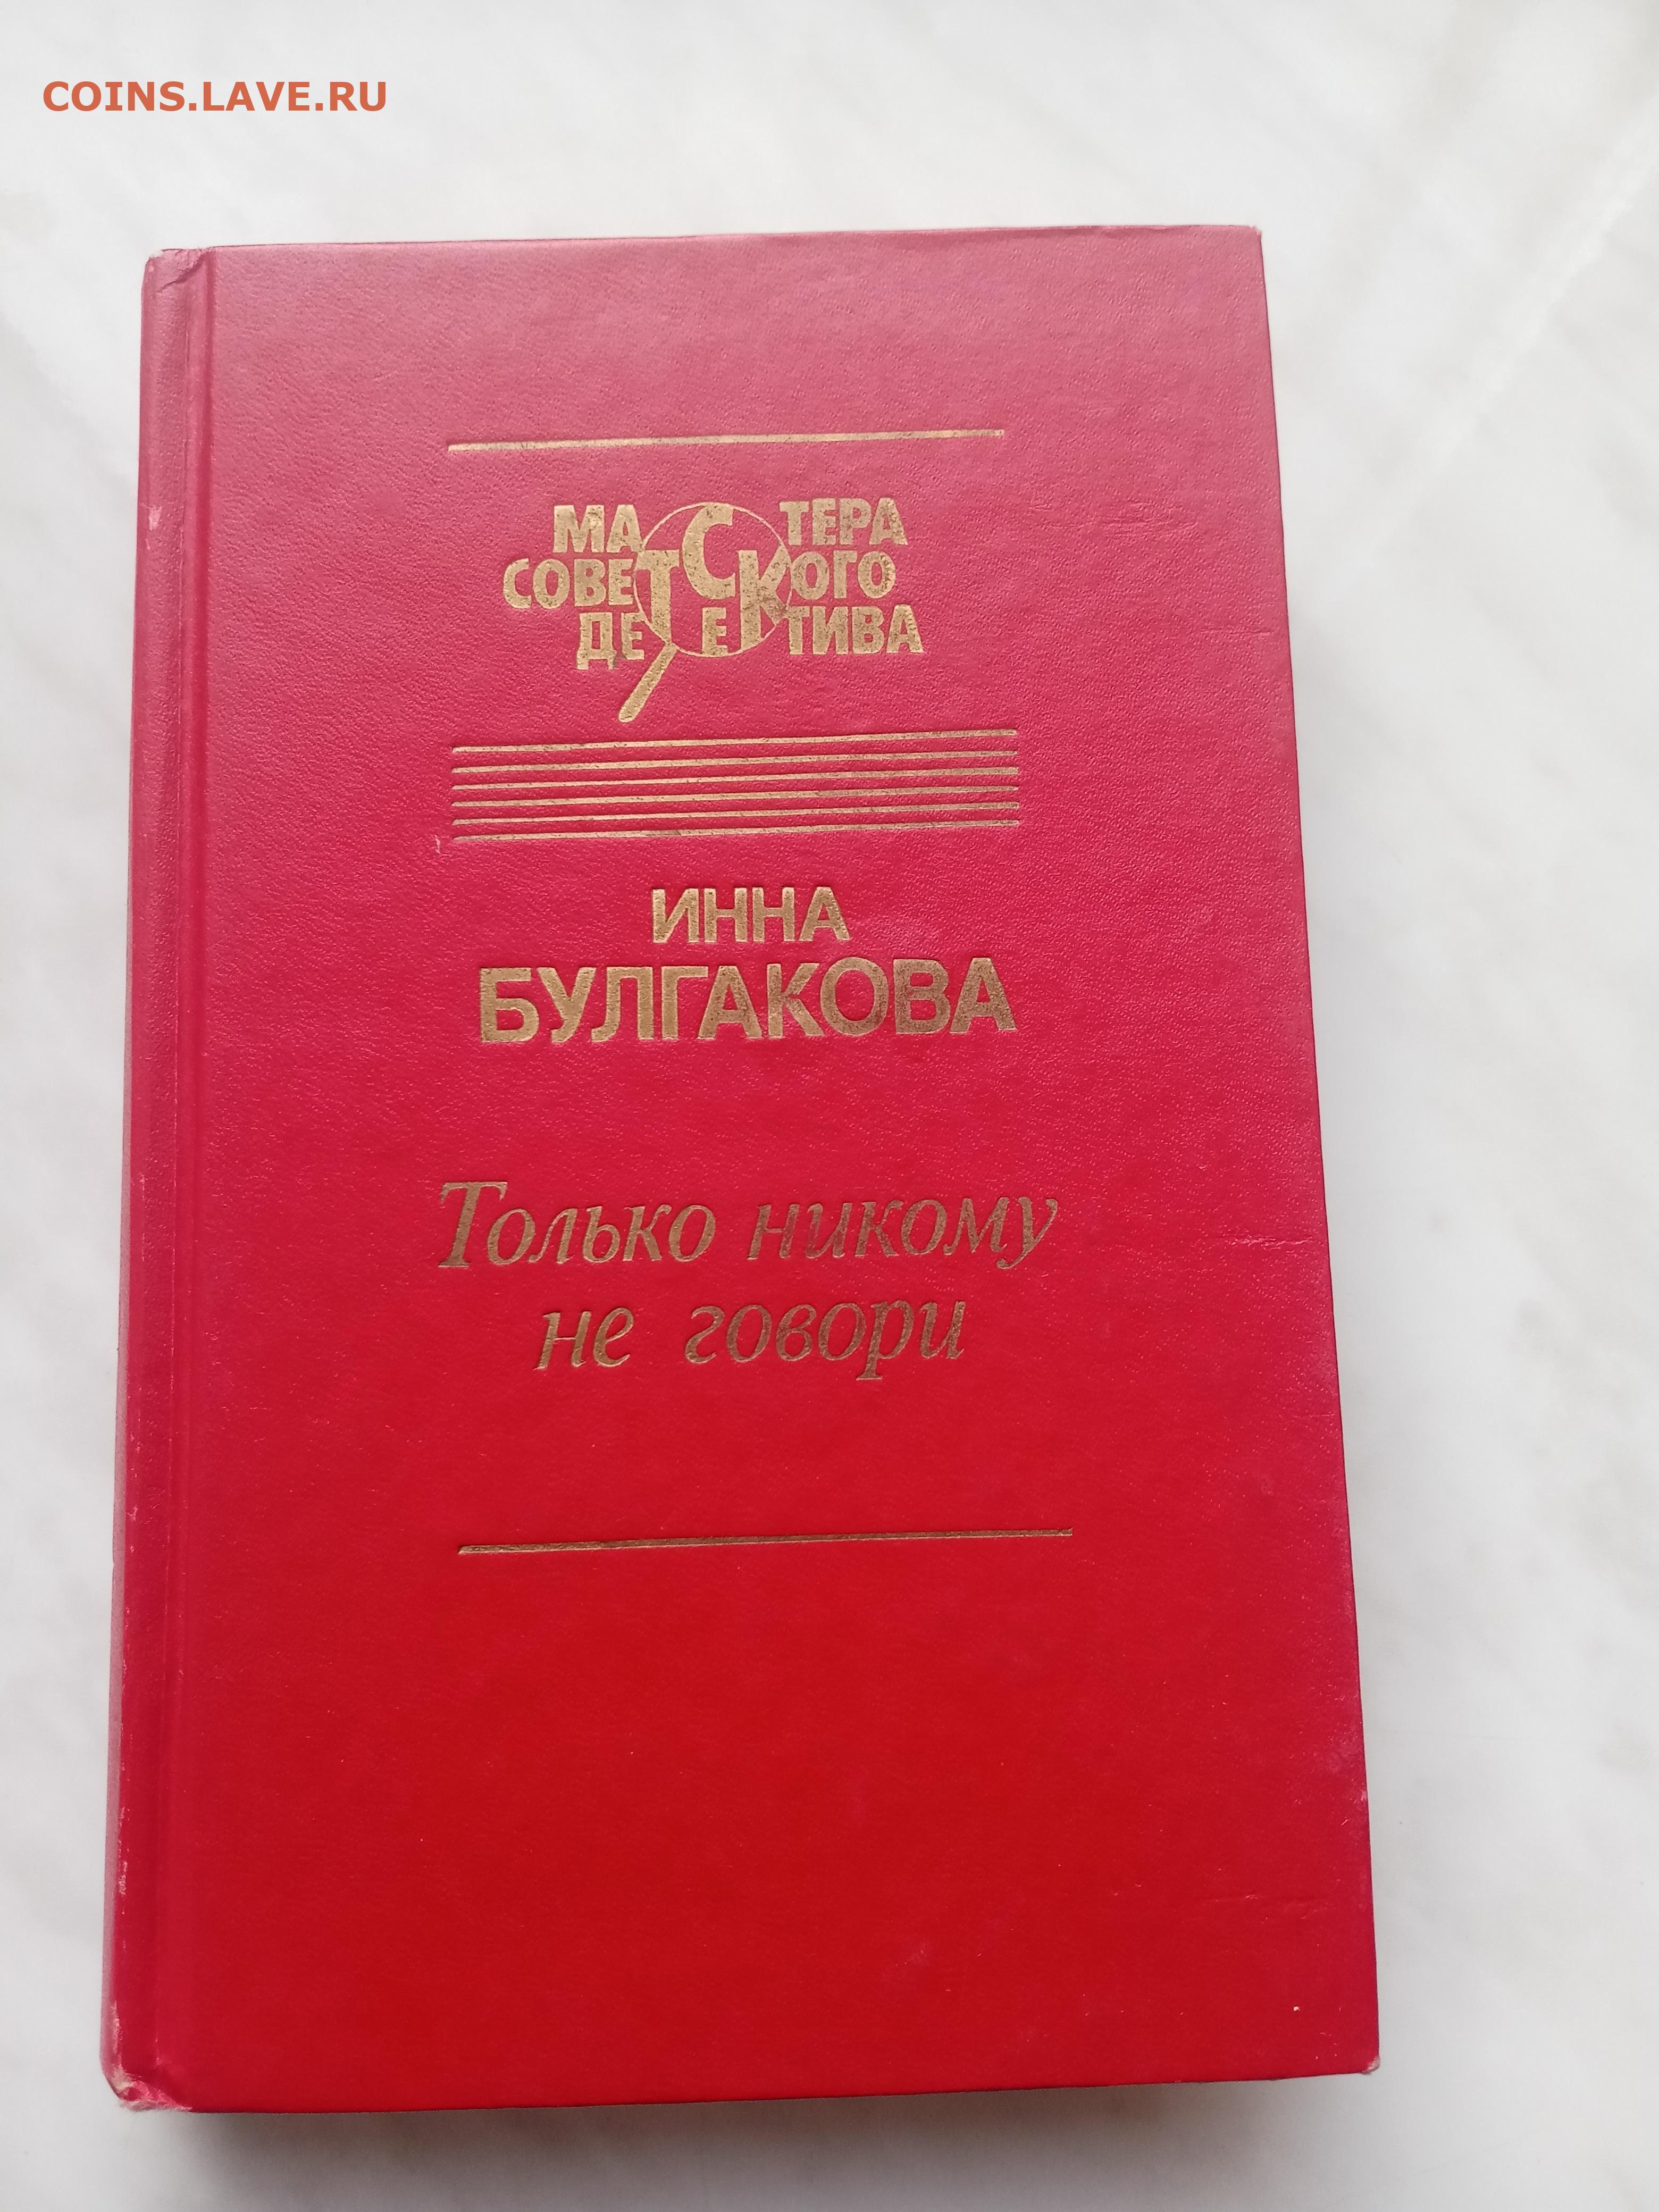 COINS.LAVE.RU
МАСТЕРА
СОВЕТСКОГО
ДЕТЕКТИВА
ИННА
БУЛГАКОВА
Только никому
не говори